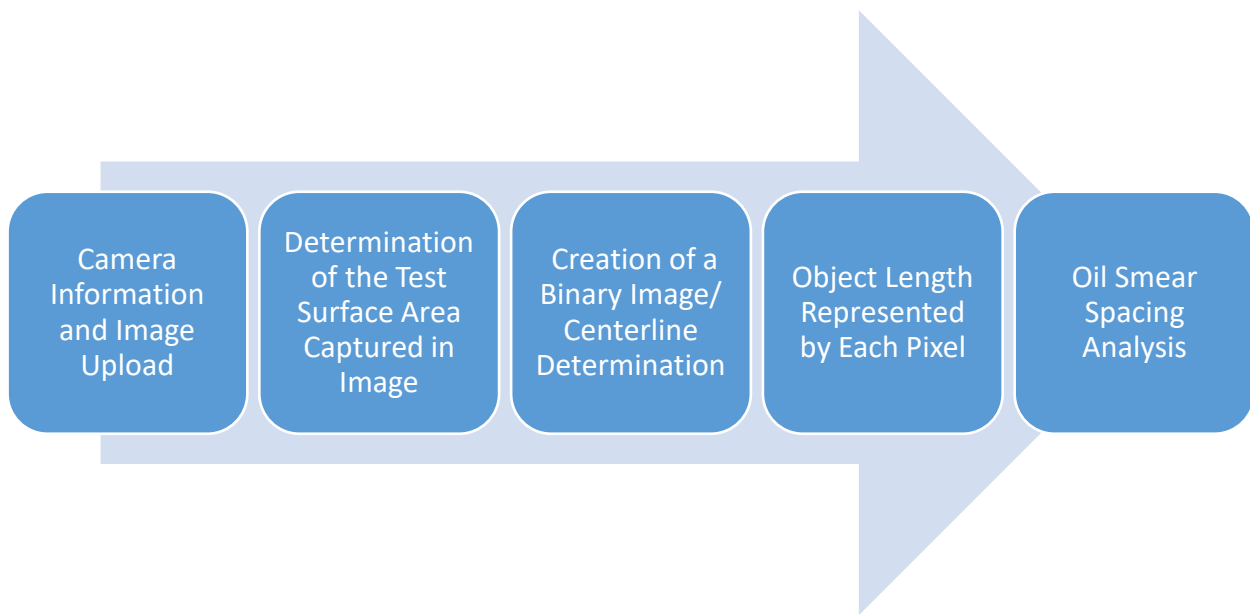 Camera
Information
and Image
Upload
Determination
of the Test
Surface Area
Captured in
Image
Creation of a
Binary Image/
Centerline
Determination
Object Length
Represented
by Each Pixel
Oil Smear
Spacing
Analysis